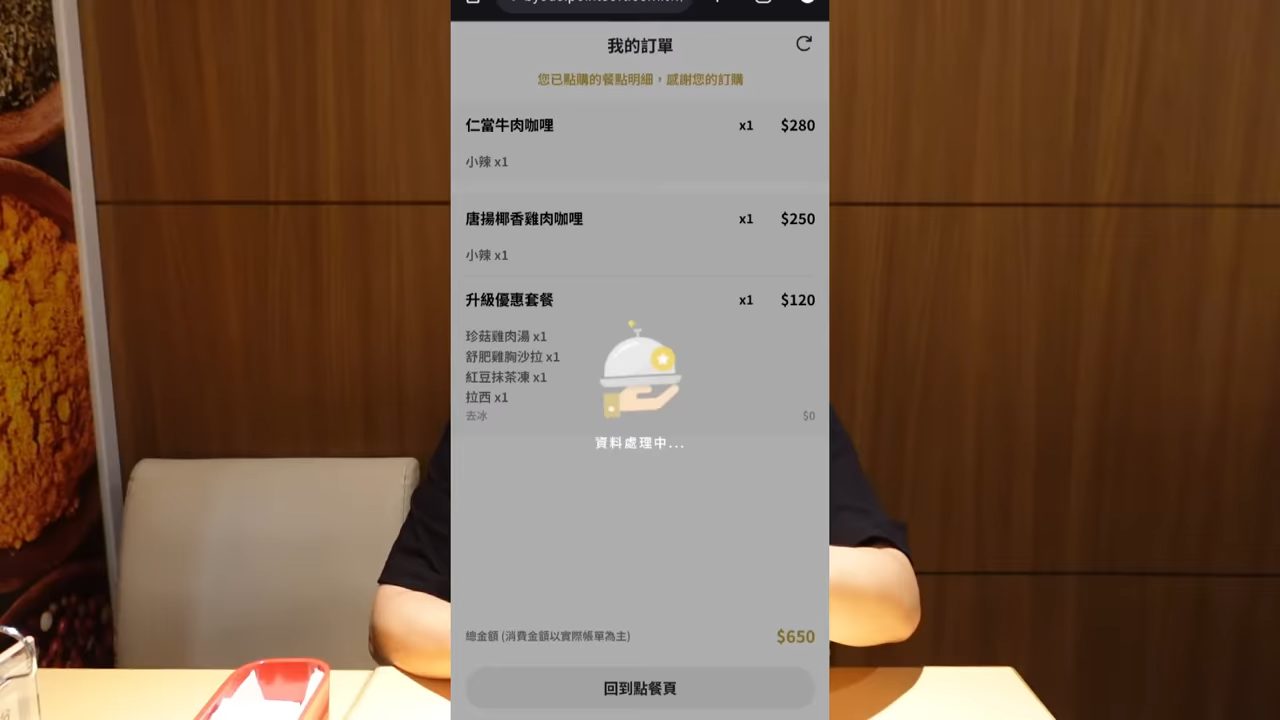 我的訂單
您已點購的餐點明細，感謝您的訂購
仁當牛肉咖哩 x1 $280
小辣 x1
唐揚椰香雞肉咖哩 x1 $250
小辣 x1
升級優惠套餐 x1 $120
珍菇雞肉湯 x1
舒肥雞胸沙拉 x1
紅豆抹茶凍 x1
拉西 x1
去冰 $0
資料處理中...
總金額 (消費金額以實際帳單為主) $650
回到點餐頁